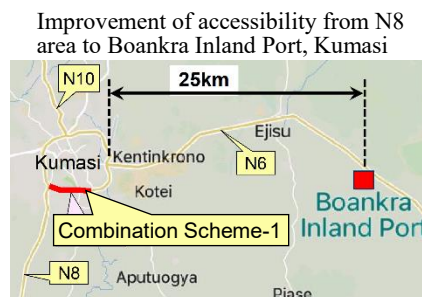 Improvement of accessibility from N8
area to Boankra Inland Port, Kumasi
N10
25km
Ejisu
Kumasi
Kentinkrono
N6
Kotei
Boankra
Inland Port
Combination Scheme-1
N8
Aputuogya
Piase